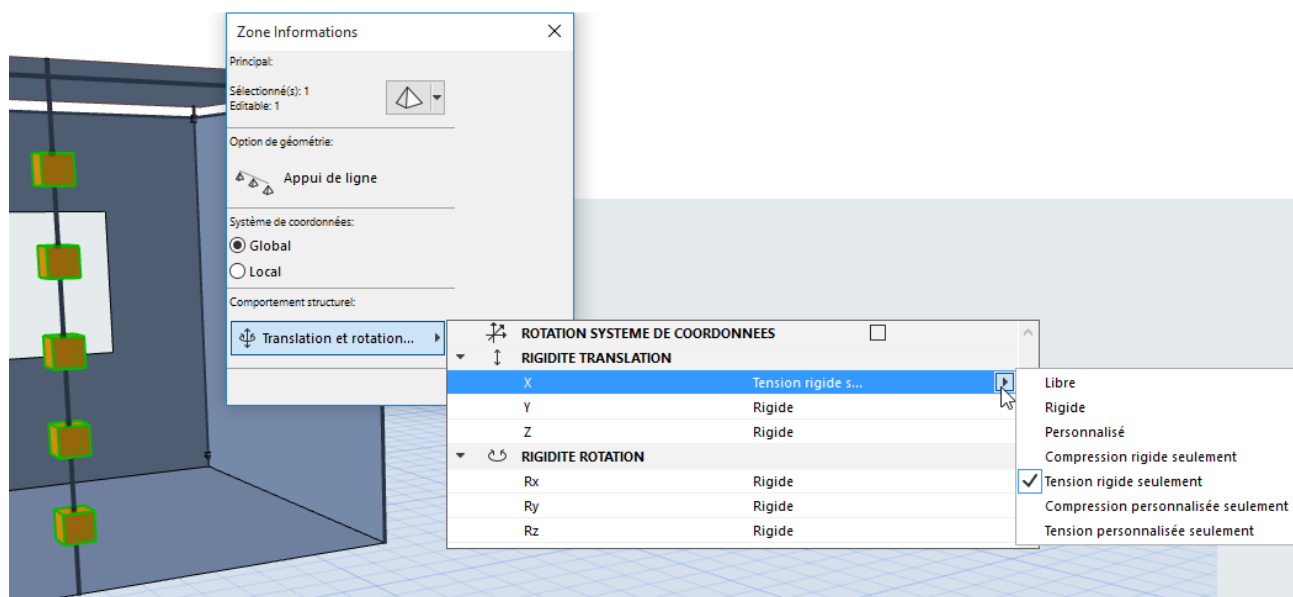 Zone Informations
Principal:
Sélectionné(s): 1
Editable: 1
Option de géométrie:
Appui de ligne
Système de coordonnées:
Global
Local
Comportement structurel:
Translation et rotation...
ROTATION SYSTEME DE COORDONNEES
RIGIDITE TRANSLATION
X Tension rigide s...
Y Rigide
Z Rigide
RIGIDITE ROTATION
Rx Rigide
Ry Rigide
Rz Rigide
Libre
Rigide
Personnalisé
Compression rigide seulement
Tension rigide seulement
Compression personnalisée seulement
Tension personnalisée seulement